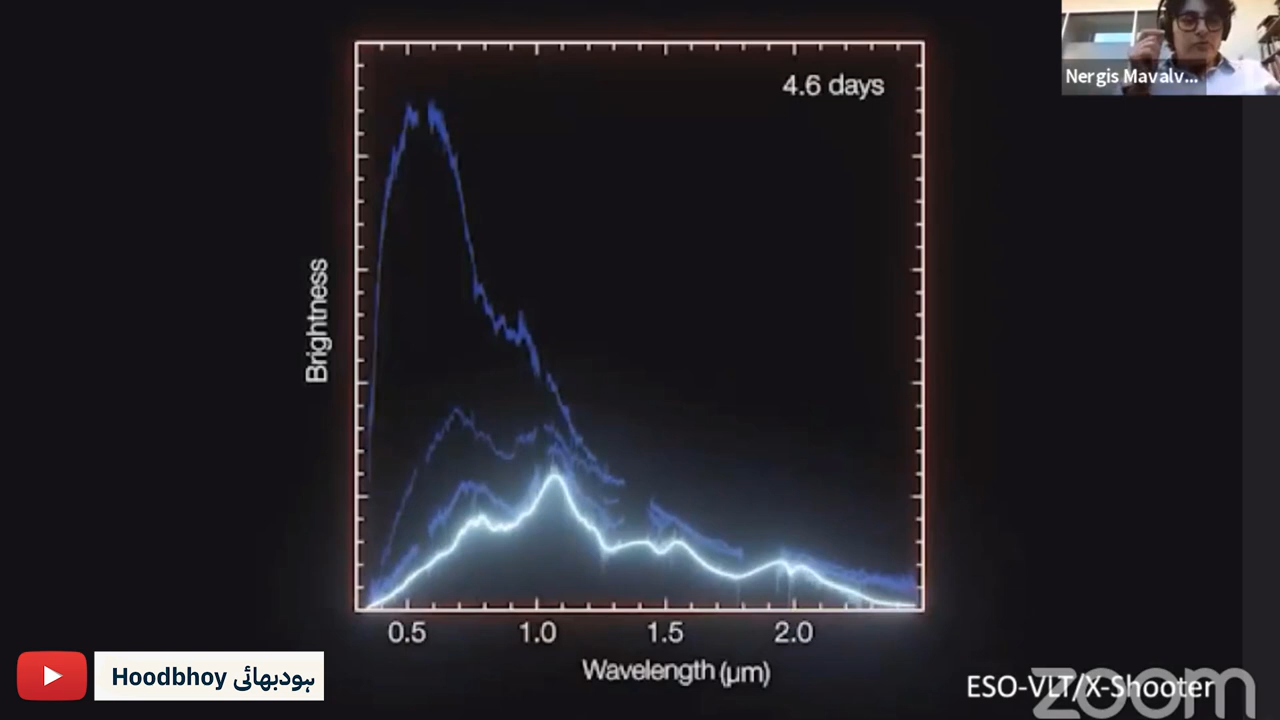 4.6 days
Nergis Mavalv...
Brightness
0.5 1.0 1.5 2.0
Wavelength (μm)
Hoodbhoy ہودبھائی
ESO-VLT/X-Shooter
zoom